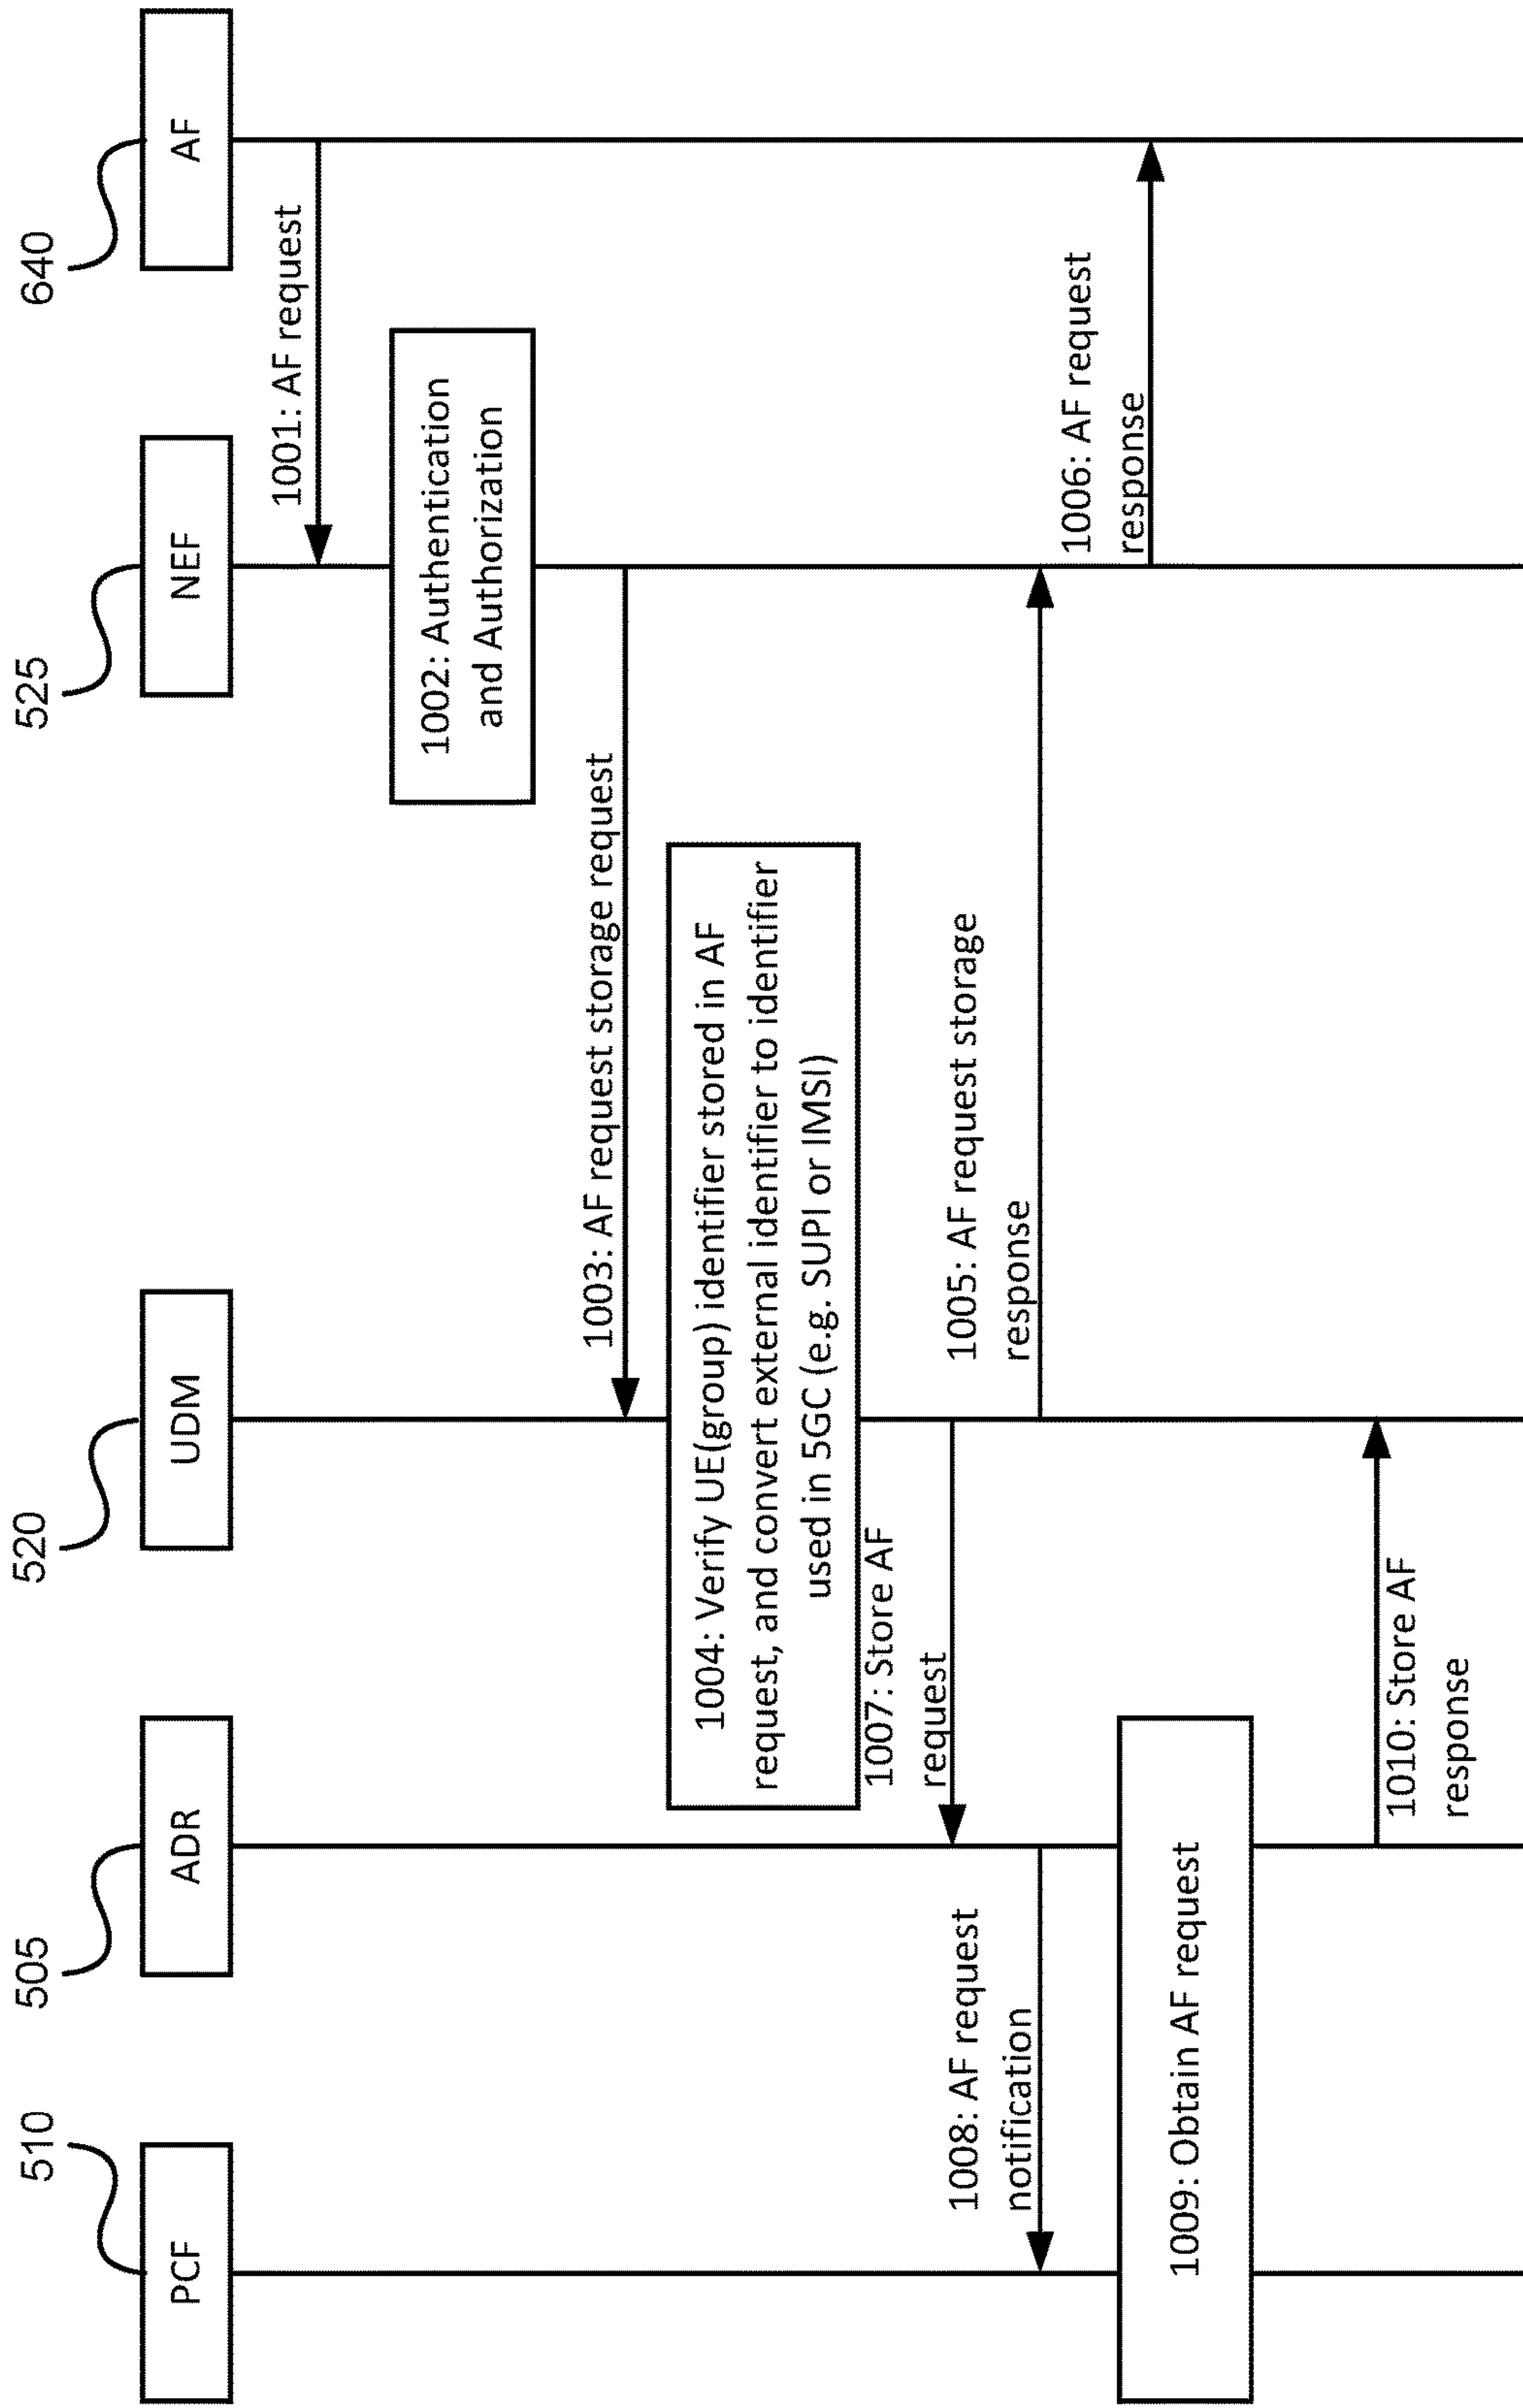 510
505
520
525
640
PCF
ADR
UDM
NEF
AF
1001: AF request
1002: Authentication
and Authorization
1003: AF request storage request
1004: Verify UE(group) identifier stored in AF
request, and convert external identifier to identifier
used in 5GC (e.g. SUPI or IMSI)
1007: Store AF
request
1005: AF request storage
response
1008: AF request
notification
1006: AF request
response
1009: Obtain AF request
1010: Store AF
response